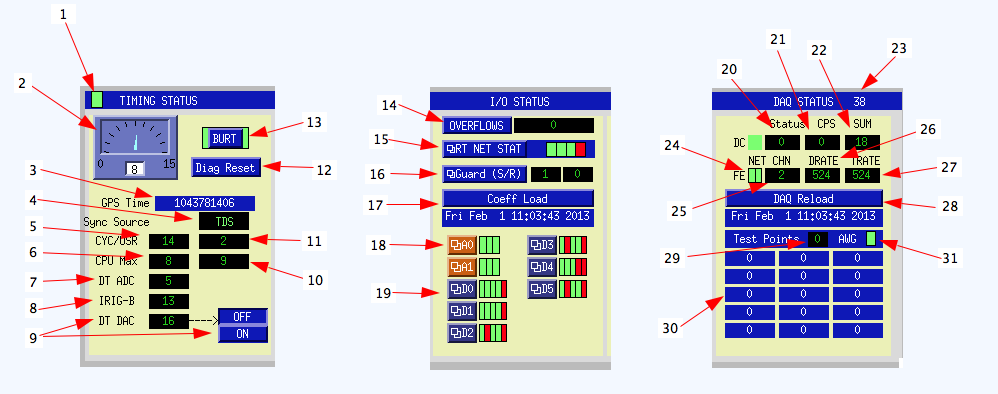 1
2
3
4
5
6
7
8
9
TIMING STATUS
0
15
8
BURT
Diag Reset
GPS Time 1043781406
Sync Source TDS
CYC/USR 14 2
CPU Max 8 9
DT ADC 5
IRIG-B 13
DT DAC 16 ---->
OFF
ON
13
12
11
10
14
15
16
17
18
19
I/O STATUS
OVERFLOWS 0
RT NET STAT
Guard (S/R) 1 0
Coeff Load
Fri Feb 1 11:03:43 2013
A0 D3
A1 D4
D0 D5
D1
D2
20
21
22
23
24
25
26
27
28
29
30
31
DAQ STATUS 38
Status CPS SUM
DC 0 0 18
NET CHN DRATE TRATE
FE 2 524 524
DAQ Reload
Fri Feb 1 11:03:43 2013
Test Points 0 AWG
0 0 0
0 0 0
0 0 0
0 0 0
0 0 0